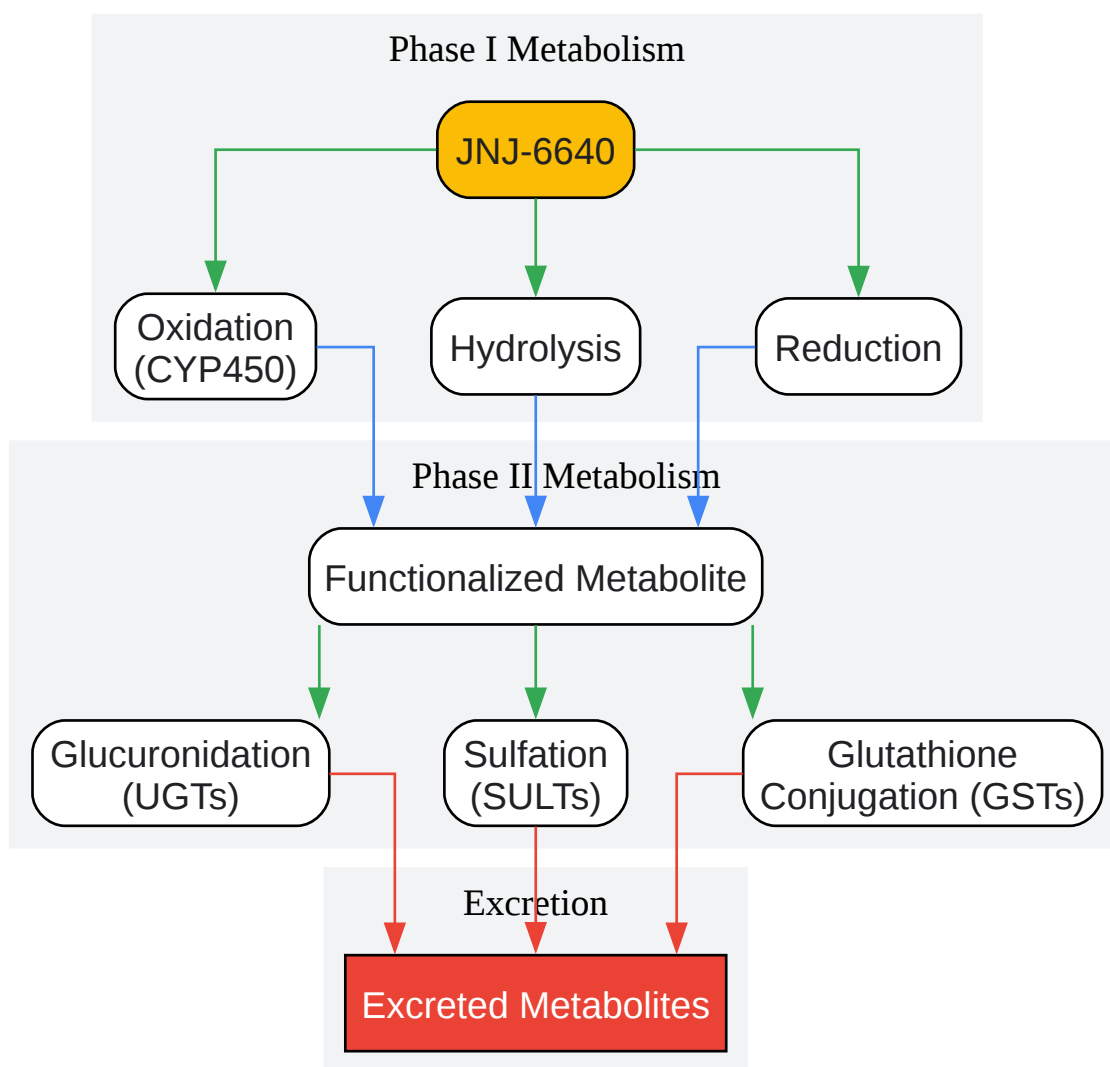 Phase I Metabolism
JNJ-6640
Oxidation
(CYP450)
Hydrolysis
Reduction
Phase II Metabolism
Functionalized Metabolite
Glucuronidation
(UGTs)
Sulfation
(SULTs)
Glutathione
Conjugation (GSTs)
Excretion
Excreted Metabolites